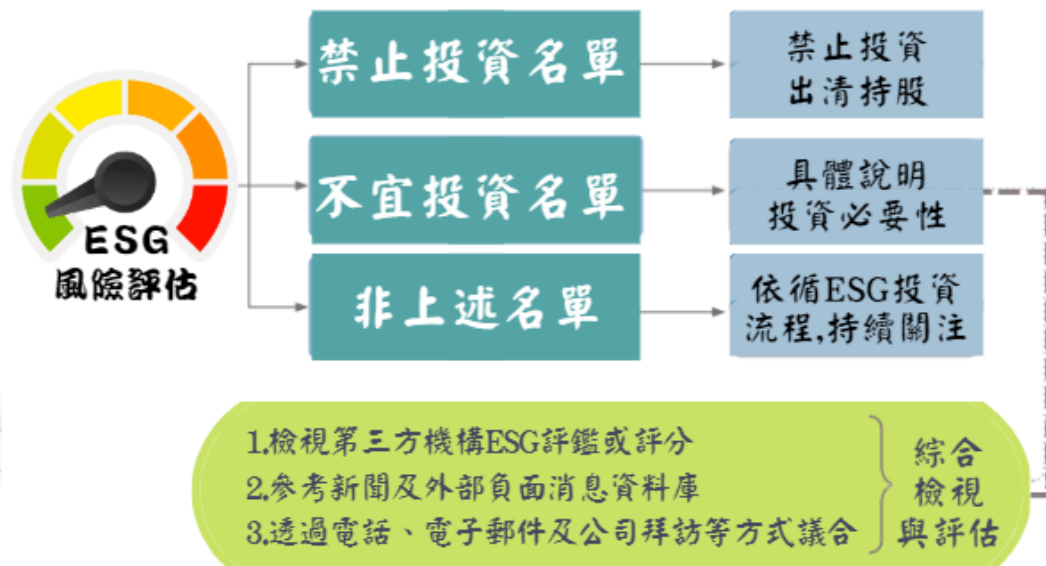 禁止投資名單
禁止投資
出清持股
ESG
風險評估
不宜投資名單
具體說明
投資必要性
非上述名單
依循ESG投資
流程,持續關注
1.檢視第三方機構ESG評鑑或評分
2.參考新聞及外部負面消息資料庫
3.透過電話、電子郵件及公司拜訪等方式議合
綜合
檢視
與評估